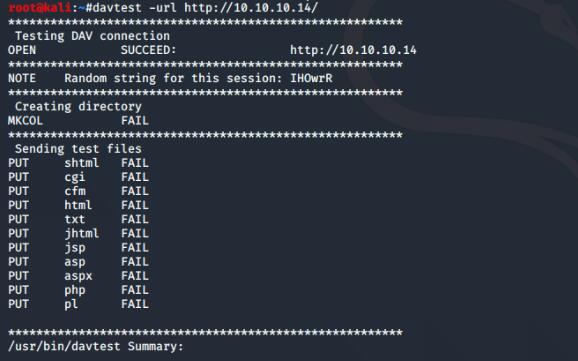 root@kali:~#davtest -url http://10.10.10.14/
********************************************************
Testing DAV connection
OPEN SUCCEED: http://10.10.10.14
********************************************************
NOTE Random string for this session: IHOwrR
********************************************************
Creating directory
MKCOL FAIL
********************************************************
Sending test files
PUT shtml FAIL
PUT cgi FAIL
PUT cfm FAIL
PUT html FAIL
PUT txt FAIL
PUT jhtml FAIL
PUT jsp FAIL
PUT asp FAIL
PUT aspx FAIL
PUT php FAIL
PUT pl FAIL
********************************************************
/usr/bin/davtest Summary: